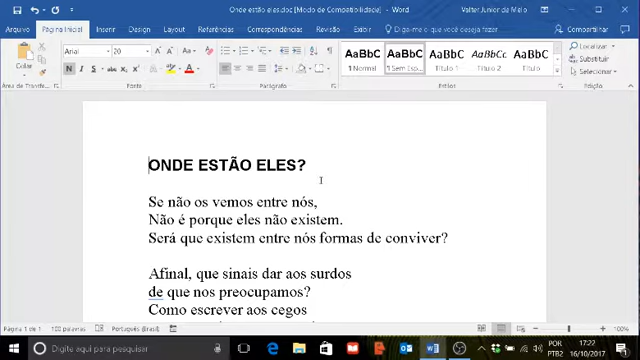 Onde estão eles.doc [Modo de Compatibilidade] - Word
Valter Junior de Melo
Arquivo Página Inicial Inserir Design Layout Referências Correspondências Revisão Exibir Diga-me o que você deseja fazer Compartilhar
Colar
Arial 20
AaBbC AaBbC AaBbC AaBbCc AaBbC
¶ Normal ¶ Sem Esp... Título 1 Título 2 Título
Localizar
Substituir
Selecionar
Área de Transfer... Fonte Parágrafo Estilos Edição
ONDE ESTÃO ELES?
Se não os vemos entre nós,
Não é porque eles não existem.
Será que existem entre nós formas de conviver?
Afinal, que sinais dar aos surdos
de que nos preocupamos?
Como escrever aos cegos
Página 1 de 1 100 palavras Português (Brasil) 100%
Digite aqui para pesquisar
POR
PTB2
17:22
16/10/2017